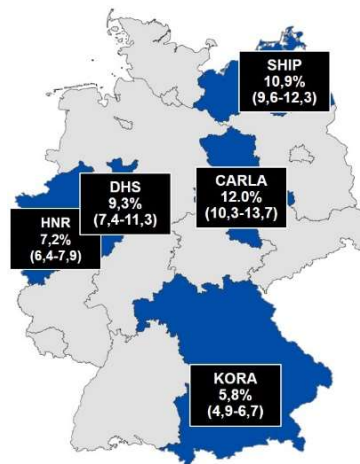 SHIP
10,9%
(9,6-12,3)
DHS
9,3%
(7,4-11,3)
CARLA
12.0%
(10,3-13,7)
HNR
7,2%
(6,4-7,9)
KORA
5,8%
(4,9-6,7)